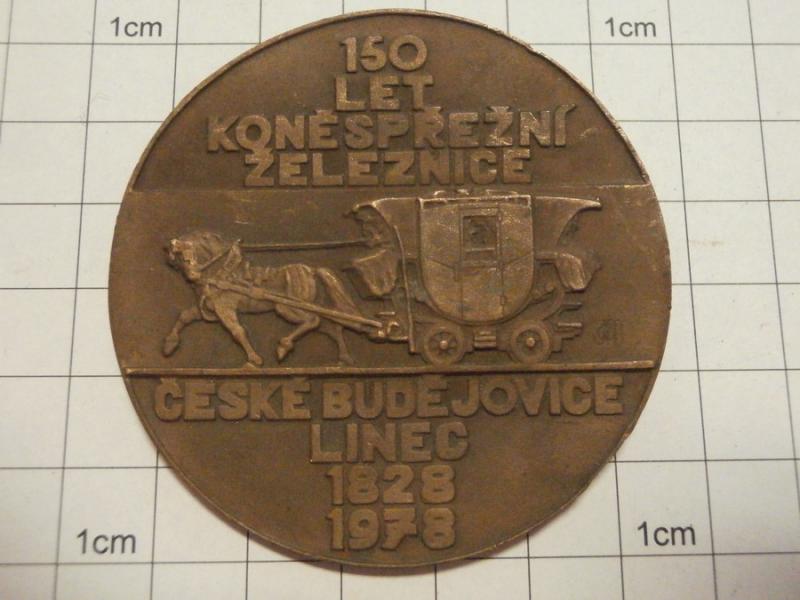 1cm
1cm
150
LET
KONĚSPŘEŽNÍ
ŽELEZNICE
ČESKÉ BUDĚJOVICE
LINEC
1828
1978
1cm
1cm